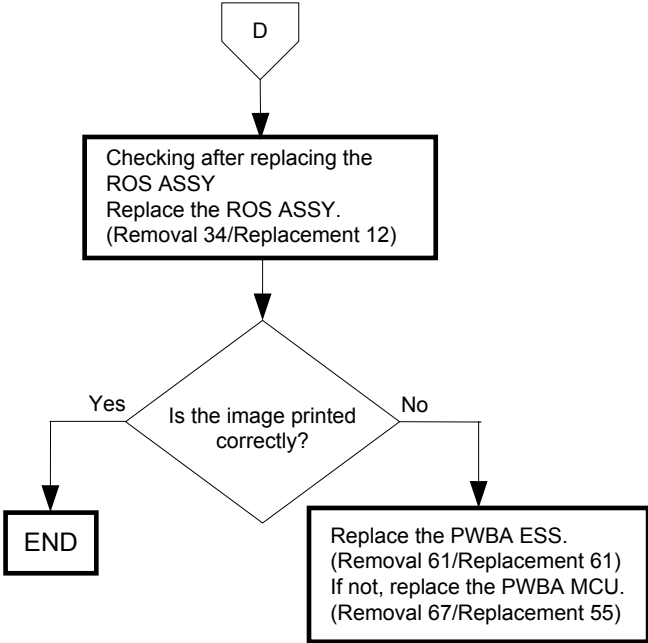 D
Checking after replacing the
ROS ASSY
Replace the ROS ASSY.
(Removal 34/Replacement 12)
Yes
No
Is the image printed
correctly?
END
Replace the PWBA ESS.
(Removal 61/Replacement 61)
If not, replace the PWBA MCU.
(Removal 67/Replacement 55)